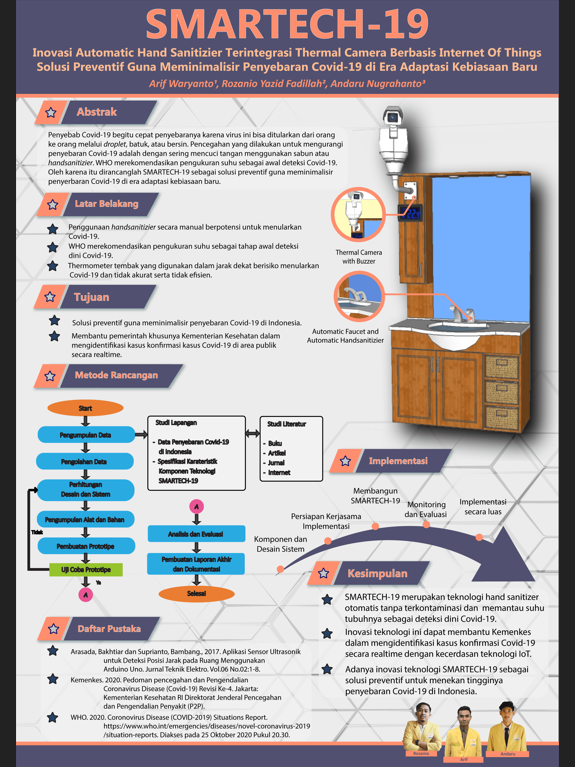 SMARTECH-19
Inovasi Automatic Hand Sanitizier Terintegrasi Thermal Camera Berbasis Internet Of Things
Solusi Preventif Guna Meminimalisir Penyebaran Covid-19 di Era Adaptasi Kebiasaan Baru
Arif Waryanto¹, Rozanio Yazid Fadillah², Andaru Nugrahanto³
Abstrak
Penyebab Covid-19 begitu cepat penyebaranya karena virus ini bisa ditularkan dari orang
ke orang melalui droplet, batuk, atau bersin. Pencegahan yang dilakukan untuk mengurangi
penyebaran Covid-19 adalah dengan sering mencuci tangan menggunakan sabun atau
handsanitizier. WHO merekomendasikan pengukuran suhu sebagai awal deteksi Covid-19.
Oleh karena itu dirancanglah SMARTECH-19 sebagai solusi preventif guna meminimalisir
penyerbaran Covid-19 di era adaptasi kebiasaan baru.
Latar Belakang
Penggunaan handsanitizier secara manual berpotensi untuk menularkan
Covid-19.
WHO merekomendasikan pengukuran suhu sebagai tahap awal deteksi
dini Covid-19.
Thermometer tembak yang digunakan dalam jarak dekat berisiko menularkan
Covid-19 dan tidak akurat serta tidak efisien.
Tujuan
Solusi preventif guna meminimalisir penyebaran Covid-19 di Indonesia.
Membantu pemerintah khusunya Kementerian Kesehatan dalam
mengidentifikasi kasus konfirmasi kasus Covid-19 di area publik
secara realtime.
Thermal Camera
with Buzzer
Automatic Faucet and
Automatic Handsanitizier
Metode Rancangan
Start
Pengumpulan Data
Pengolahan Data
Perhitungan
Desain dan Sistem
Pengumpulan Alat dan Bahan
Tidak
Pembuatan Prototipe
Uji Coba Prototipe
Ya
A
Studi Lapangan
- Data Penyebaran Covid-19
di Indonesia
- Spesifikasi Karateristik
Komponen Teknologi
SMARTECH-19
Studi Literatur
- Buku
- Artikel
- Jurnal
- Internet
A
Analisis dan Evaluasi
Pembuatan Laporan Akhir
dan Dokumentasi
Selesai
Implementasi
Komponen dan
Desain Sistem
Persiapan Kerjasama
Implementasi
Membangun
SMARTECH-19
Monitoring
dan Evaluasi
Implementasi
secara luas
Kesimpulan
SMARTECH-19 merupakan teknologi hand sanitizer
otomatis tanpa terkontaminasi dan memantau suhu
tubuhnya sebagai deteksi dini Covid-19.
Inovasi teknologi ini dapat membantu Kemenkes
dalam mengidentifikasi kasus konfirmasi Covid-19
secara realtime dengan kecerdasan teknologi IoT.
Adanya inovasi teknologi SMARTECH-19 sebagai
solusi preventif untuk menekan tingginya
penyebaran Covid-19 di Indonesia.
Daftar Pustaka
Arasada, Bakhtiar dan Suprianto, Bambang., 2017. Aplikasi Sensor Ultrasonik
untuk Deteksi Posisi Jarak pada Ruang Menggunakan
Arduino Uno. Jurnal Teknik Elektro. Vol.06 No.02:1-8.
Kemenkes. 2020. Pedoman pencegahan dan Pengendalian
Coronavirus Disease (Covid-19) Revisi Ke-4. Jakarta:
Kementerian Kesehatan RI Direktorat Jenderal Pencegahan
dan Pengendalian Penyakit (P2P).
WHO. 2020. Coronovirus Disease (COVID-2019) Situations Report.
https://www.who.int/emergencies/diseases/novel-coronavirus-2019
/situation-reports. Diakses pada 25 Oktober 2020 Pukul 20.30.
Arif
Andaru